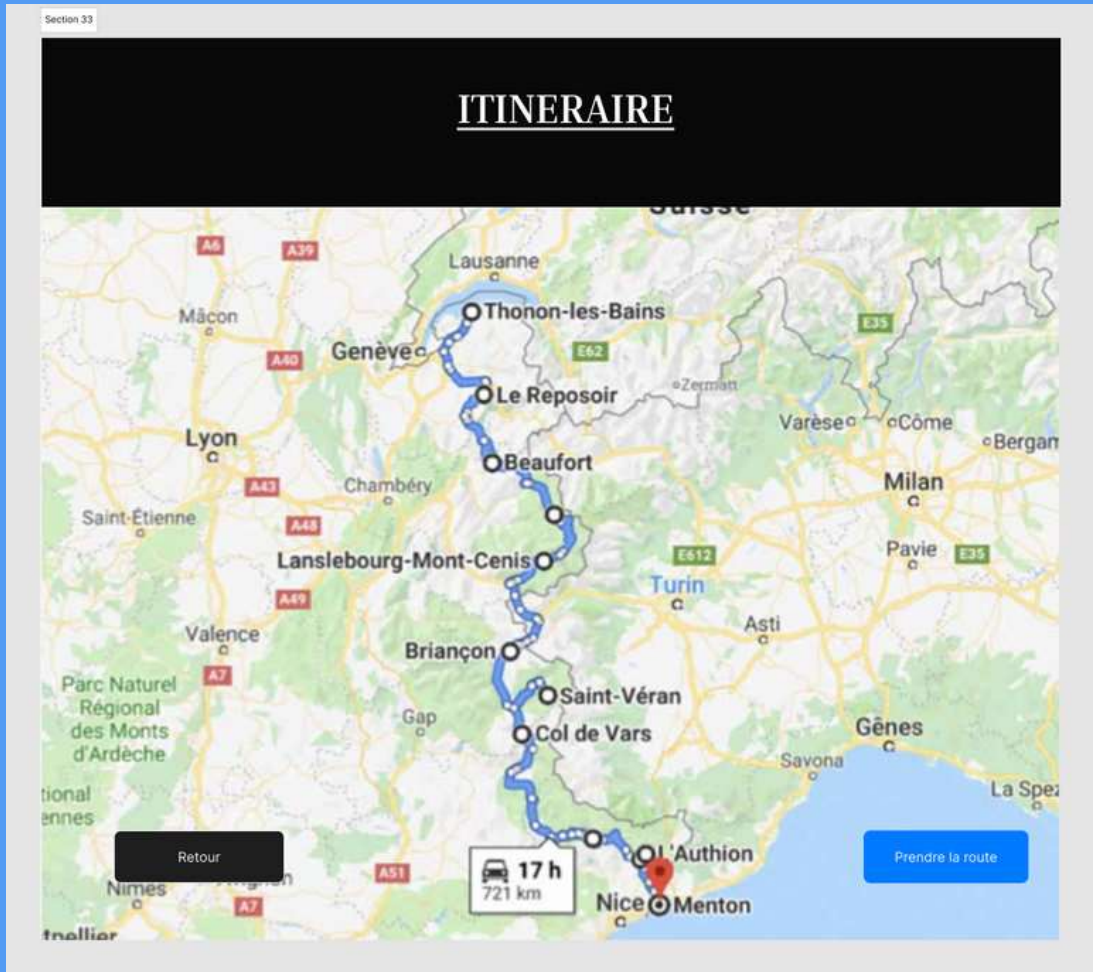 Section 33
ITINERAIRE
Suisse
A6
A39
Lausanne
Mâcon
Thonon-les-Bains
E35
Genève
E62
A40
Zermatt
Le Reposoir
Varèse
Côme
Bergam
Lyon
Beaufort
Milan
A43
Chambéry
Saint-Étienne
A48
Lanslebourg-Mont-Cenis
E612
Pavie
E35
Turin
A49
Valence
Asti
Briançon
A7
Parc Naturel
Régional
des Monts
d'Ardèche
Saint-Véran
Gap
Col de Vars
Gênes
Savona
tional
ennes
La Spez
Retour
L'Authion
Prendre la route
17 h
721 km
A51
Nîmes
A7
Nice
Menton
tpellier